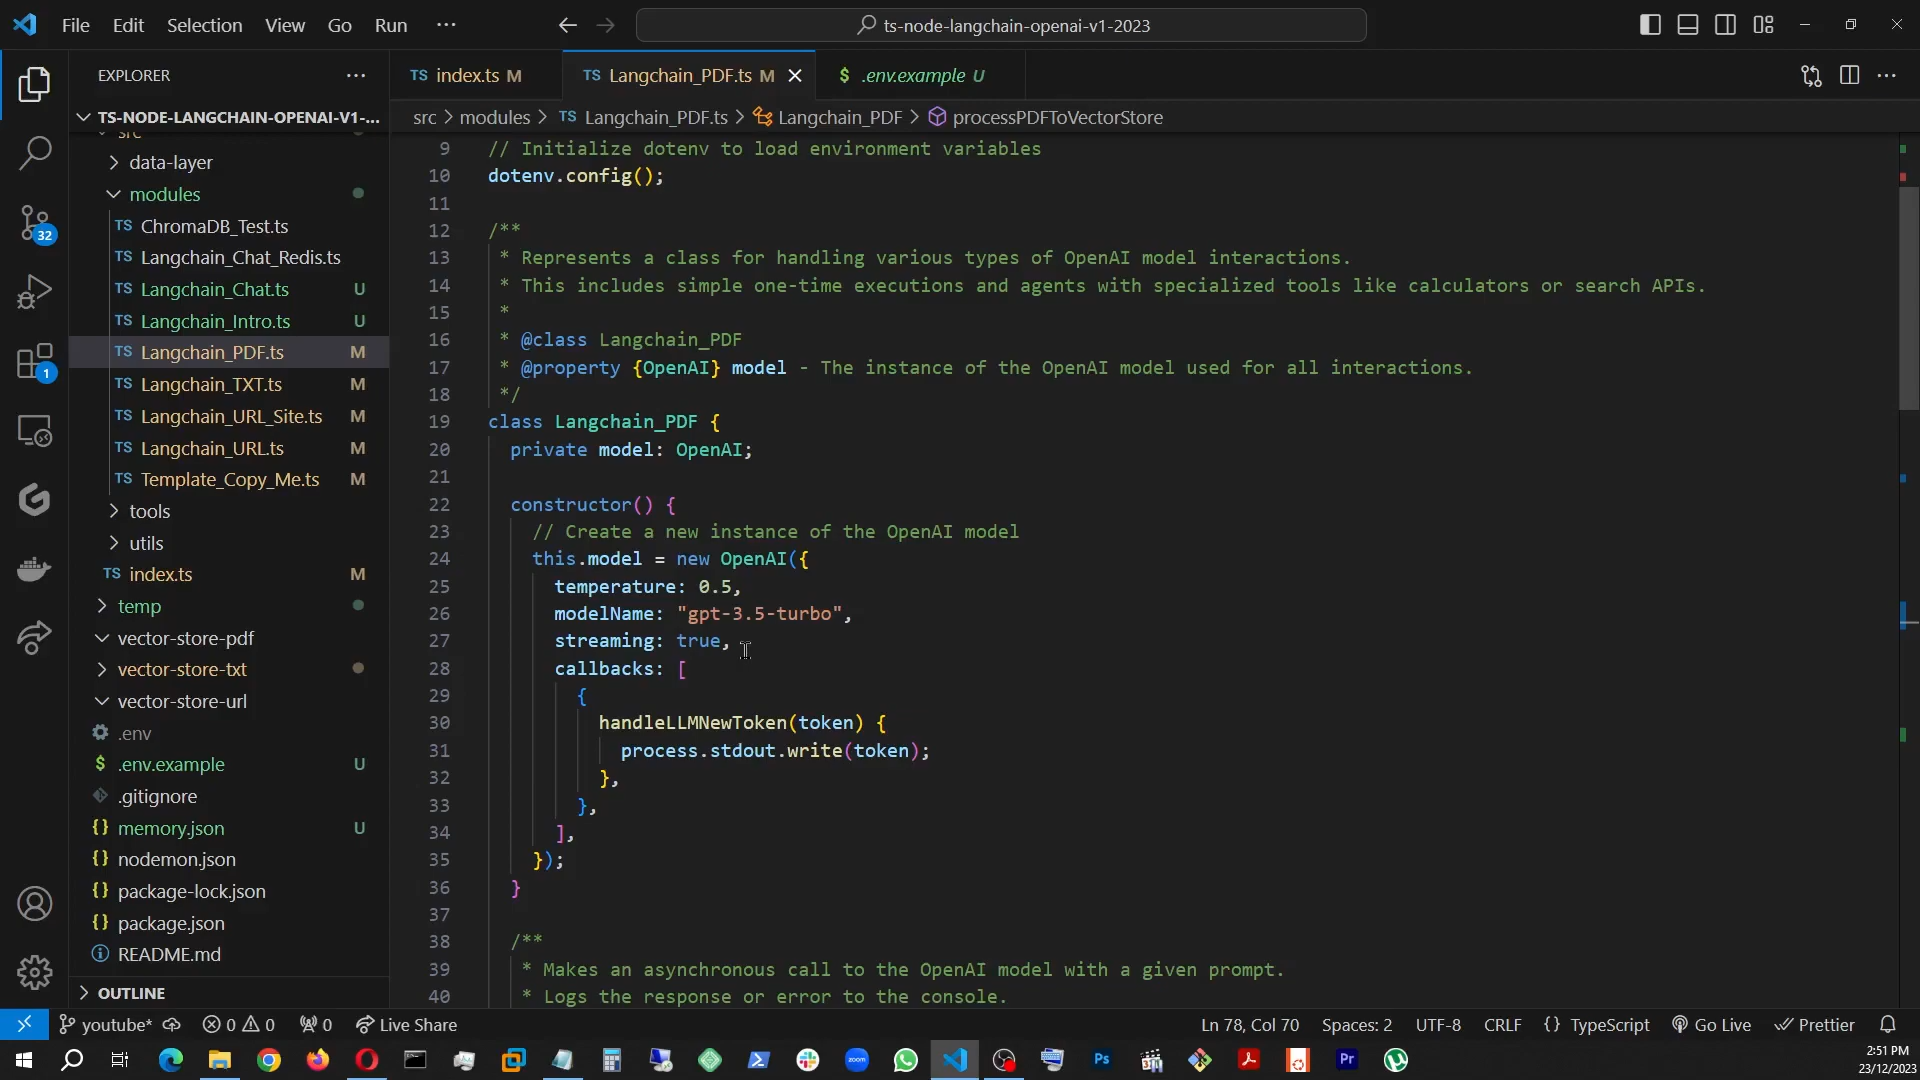 File Edit Selection View Go Run ···
ts-node-langchain-openai-v1-2023
EXPLORER ···
TS index.ts M
TS Langchain_PDF.ts M
$ .env.example U
TS-NODE-LANGCHAIN-OPENAI-V1-...
src > modules > TS Langchain_PDF.ts > Langchain_PDF > processPDFToVectorStore
src
data-layer
modules
TS ChromaDB_Test.ts
TS Langchain_Chat_Redis.ts
TS Langchain_Chat.ts U
TS Langchain_Intro.ts U
TS Langchain_PDF.ts M
TS Langchain_TXT.ts M
TS Langchain_URL_Site.ts M
TS Langchain_URL.ts M
TS Template_Copy_Me.ts M
tools
utils
TS index.ts M
temp
vector-store-pdf
vector-store-txt
vector-store-url
.env
$ .env.example U
.gitignore
{} memory.json U
{} nodemon.json
{} package-lock.json
{} package.json
README.md
OUTLINE
32
1
9 // Initialize dotenv to load environment variables
10 dotenv.config();
11
12 /**
13 * Represents a class for handling various types of OpenAI model interactions.
14 * This includes simple one-time executions and agents with specialized tools like calculators or search APIs.
15 *
16 * @class Langchain_PDF
17 * @property {OpenAI} model - The instance of the OpenAI model used for all interactions.
18 */
19 class Langchain_PDF {
20 private model: OpenAI;
21
22 constructor() {
23 // Create a new instance of the OpenAI model
24 this.model = new OpenAI({
25 temperature: 0.5,
26 modelName: "gpt-3.5-turbo",
27 streaming: true,
28 callbacks: [
29 {
30 handleLLMNewToken(token) {
31 process.stdout.write(token);
32 },
33 },
34 ],
35 });
36 }
37
38 /**
39 * Makes an asynchronous call to the OpenAI model with a given prompt.
40 * Logs the response or error to the console.
youtube* 0 0 0 Live Share
Ln 78, Col 70 Spaces: 2 UTF-8 CRLF {} TypeScript Go Live Prettier
zoom Ps Pr
2:51 PM
23/12/2023